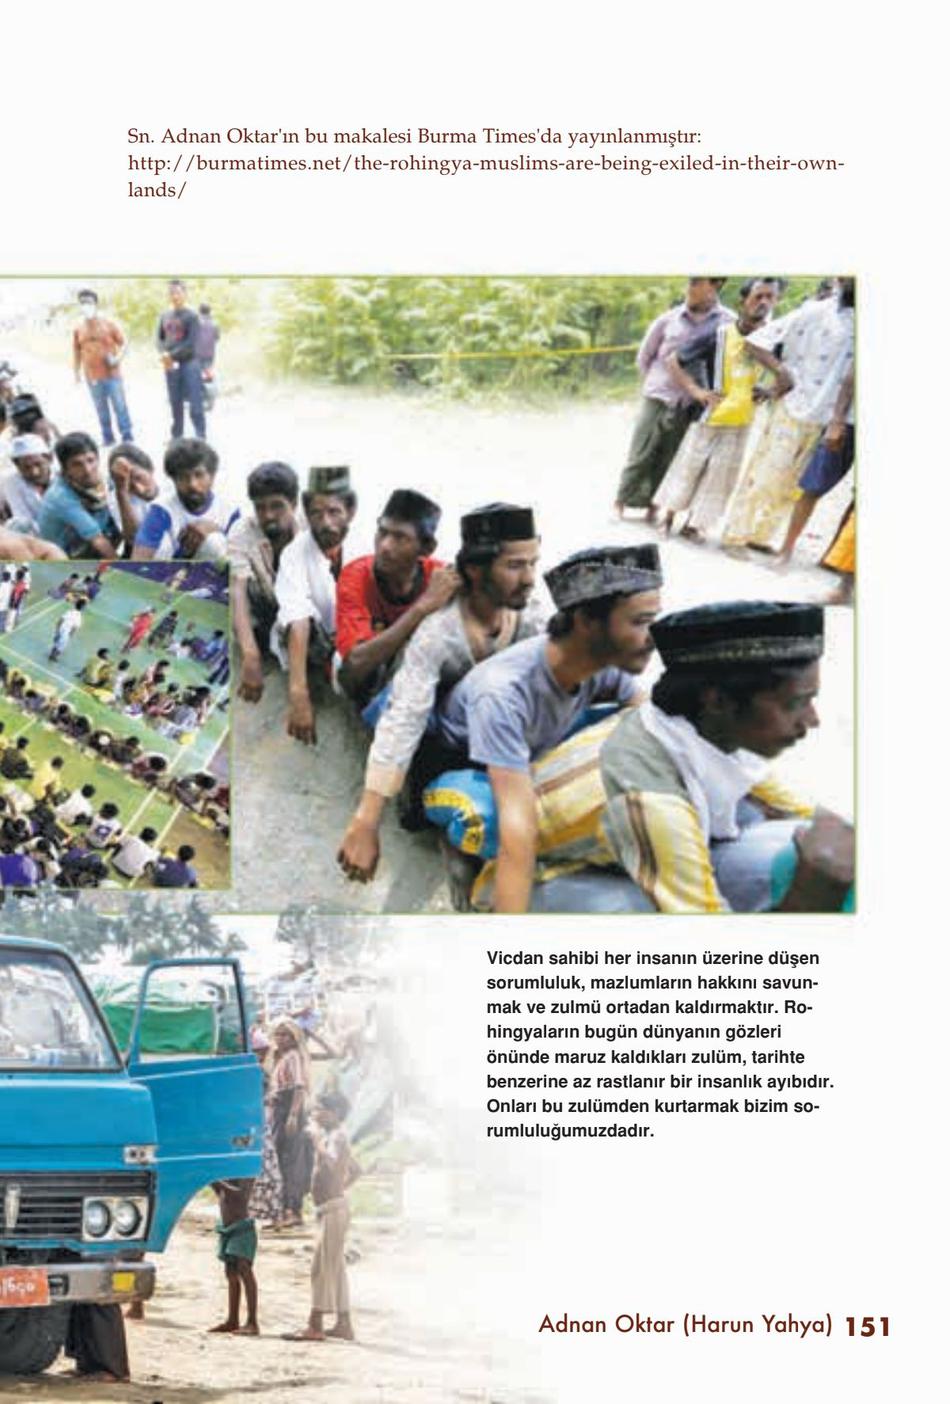 Sn. Adnan Oktar'ın bu makalesi Burma Times'da yayınlanmıştır:
http://burmatimes.net/the-rohingya-muslims-are-being-exiled-in-their-own-
lands/
Vicdan sahibi her insanın üzerine düşen
sorumluluk, mazlumların hakkını savun-
mak ve zulmü ortadan kaldırmaktır. Ro-
hingyaların bugün dünyanın gözleri
önünde maruz kaldıkları zulüm, tarihte
benzerine az rastlanır bir insanlık ayıbıdır.
Onları bu zulümden kurtarmak bizim so-
rumluluğumuzdadır.
Adnan Oktar (Harun Yahya) 151